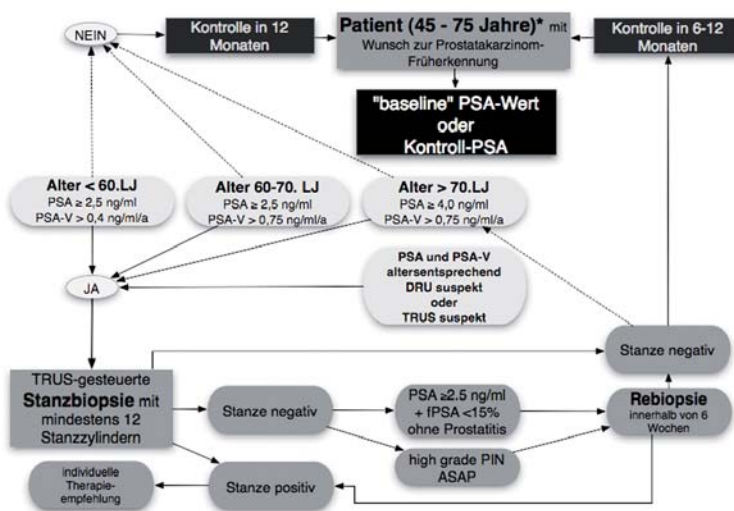 NEIN
Kontrolle in 12
Monaten
Patient (45 - 75 Jahre)* mit
Wunsch zur Prostatakarzinom-
Früherkennung
Kontrolle in 6-12
Monaten
"baseline" PSA-Wert
oder
Kontroll-PSA
Alter < 60.LJ
PSA ≥ 2,5 ng/ml
PSA-V > 0,4 ng/ml/a
Alter 60-70. LJ
PSA ≥ 2,5 ng/ml
PSA-V > 0,75 ng/ml/a
Alter > 70.LJ
PSA ≥ 4,0 ng/ml
PSA-V > 0,75 ng/ml/a
JA
PSA und PSA-V
altersentsprechend
DRU suspekt
oder
TRUS suspekt
TRUS-gesteuerte
Stanzbiopsie mit
mindestens 12
Stanzzylindern
Stanze negativ
PSA ≥2.5 ng/ml
+ fPSA <15%
ohne Prostatitis
high grade PIN
ASAP
Stanze negativ
Rebiopsie
innerhalb von 6
Wochen
individuelle
Therapie-
empfehlung
Stanze positiv